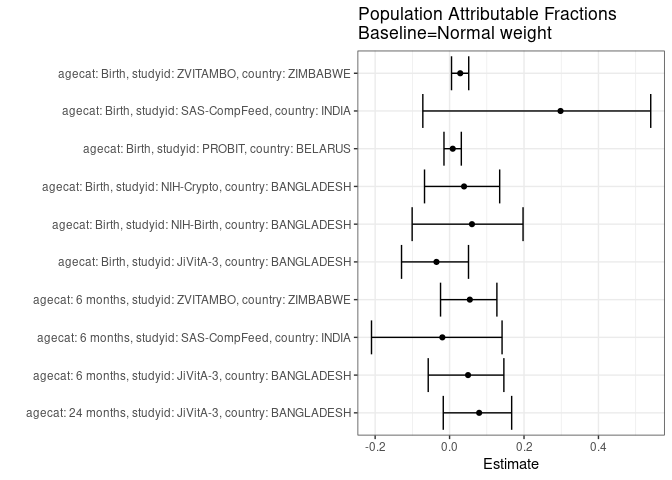 Population Attributable Fractions
Baseline=Normal weight
agecat: Birth, studyid: ZVITAMBO, country: ZIMBABWE
agecat: Birth, studyid: SAS-CompFeed, country: INDIA
agecat: Birth, studyid: PROBIT, country: BELARUS
agecat: Birth, studyid: NIH-Crypto, country: BANGLADESH
agecat: Birth, studyid: NIH-Birth, country: BANGLADESH
agecat: Birth, studyid: JiVitA-3, country: BANGLADESH
agecat: 6 months, studyid: ZVITAMBO, country: ZIMBABWE
agecat: 6 months, studyid: SAS-CompFeed, country: INDIA
agecat: 6 months, studyid: JiVitA-3, country: BANGLADESH
agecat: 24 months, studyid: JiVitA-3, country: BANGLADESH
-0.2 0.0 0.2 0.4
Estimate